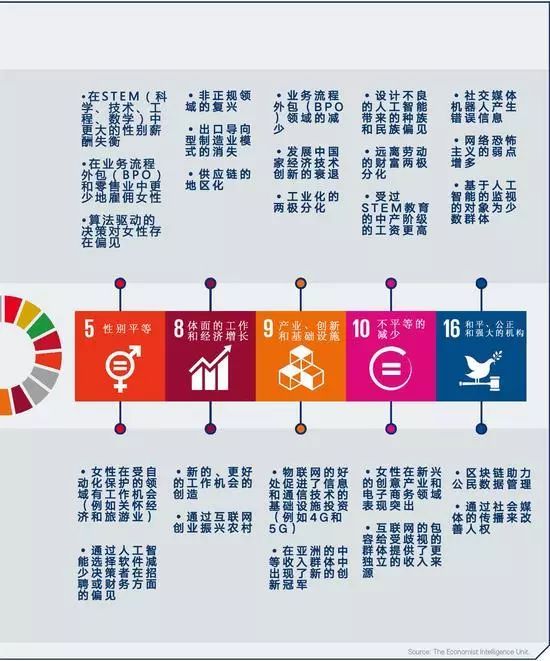 •在STEM（科
学、技术、工
程、数学）中
更大的性别薪
酬失衡
•在业务流程
外包（BPO）
和零售业中更
少地雇佣女性
•算法驱动的
决策对女性存
在偏见
•非正规领
域的复兴
•出口导向
型制造业模
式的消失
•供应链的
地区化
•业务流程
外包（BPO
）领域的减
少
•发展中国
家经济技术
创新的衰退
•工业化的
两极分化
•设计不良
的人工智能
带来的种族
和民族偏见
•远离劳动
的财富两极
分化
•受过
STEM教育
的中产阶级
的工资更高
•社交媒体
机器人产生
错误信息
•网络恐怖
主义的弱点
增多
•基于人工
智能的监视
的对象为少
数群体
5 性别平等
8 体面的工作
和经济增长
9 产业、创新
和基础设施
10 不平等的
减少
16 和平、公正
和强大的机构
•女性在受自
动化保护的领
域有工作机会
（例如关怀经
济和旅游业）
•通过人工智
能选择软件减
少决策者在招
聘或财务方面
的偏见
•新的、更好
的工作机会的
创造
•通过互联网
创业振兴农村
•物联网的好
处促进了信息
和通信技术的
基础设施投资
（例如4G和
5G）
•在亚洲的中
等收入群体中
出现了新的创
新冠军
•女性在新兴
的创意产业和
电子商务领域
表现突出
•互联网的包
容给受歧视的
群体提供了更
独立的收入来
源
•区块链助力
公民数据管理
•通过社会媒
体的传播来改
善人权
Source: The Economist Intelligence Unit.